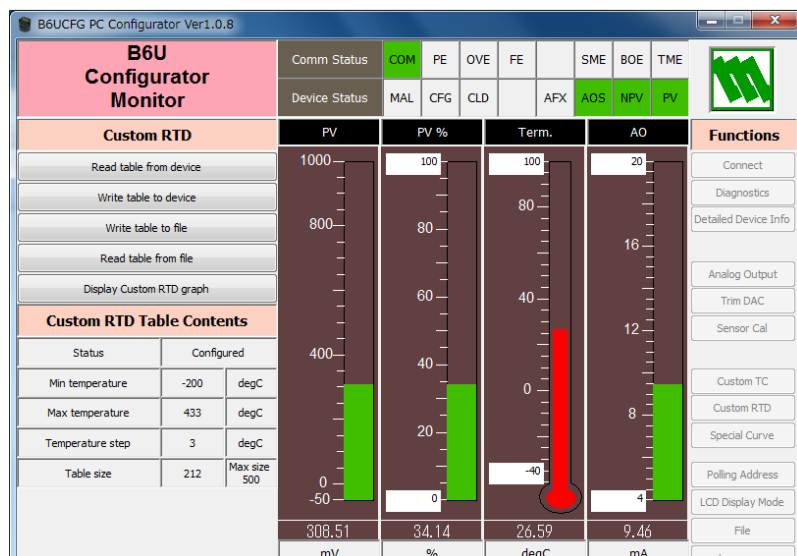 B6UCFG PC Configurator Ver1.0.8
B6U
Configurator
Monitor
Comm Status COM PE OVE FE SME BOE TME
Device Status MAL CFG CLD AFX AOS NPV PV
Custom RTD
Read table from device
Write table to device
Write table to file
Read table from file
Display Custom RTD graph
Custom RTD Table Contents
Status Configured
Min temperature -200 degC
Max temperature 433 degC
Temperature step 3 degC
Table size 212 Max size
500
PV
1000
800
400
0
-50
308.51
mV
PV %
100
80
60
40
20
0
34.14
%
Term.
100
80
40
0
-40
26.59
degC
AO
20
16
12
8
4
9.46
mA
Functions
Connect
Diagnostics
Detailed Device Info
Analog Output
Trim DAC
Sensor Cal
Custom TC
Custom RTD
Special Curve
Polling Address
LCD Display Mode
File